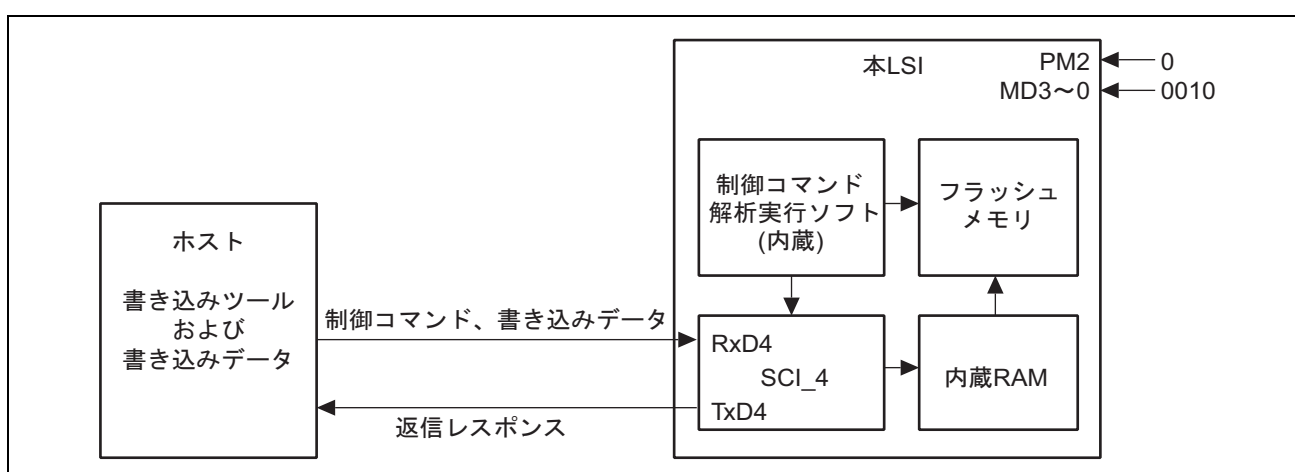 本LSI
PM2
0
MD3～0
0010
制御コマンド
解析実行ソフト
(内蔵)
フラッシュ
メモリ
ホスト
書き込みツール
および
書き込みデータ
制御コマンド、書き込みデータ
RxD4
SCI_4
TxD4
内蔵RAM
返信レスポンス